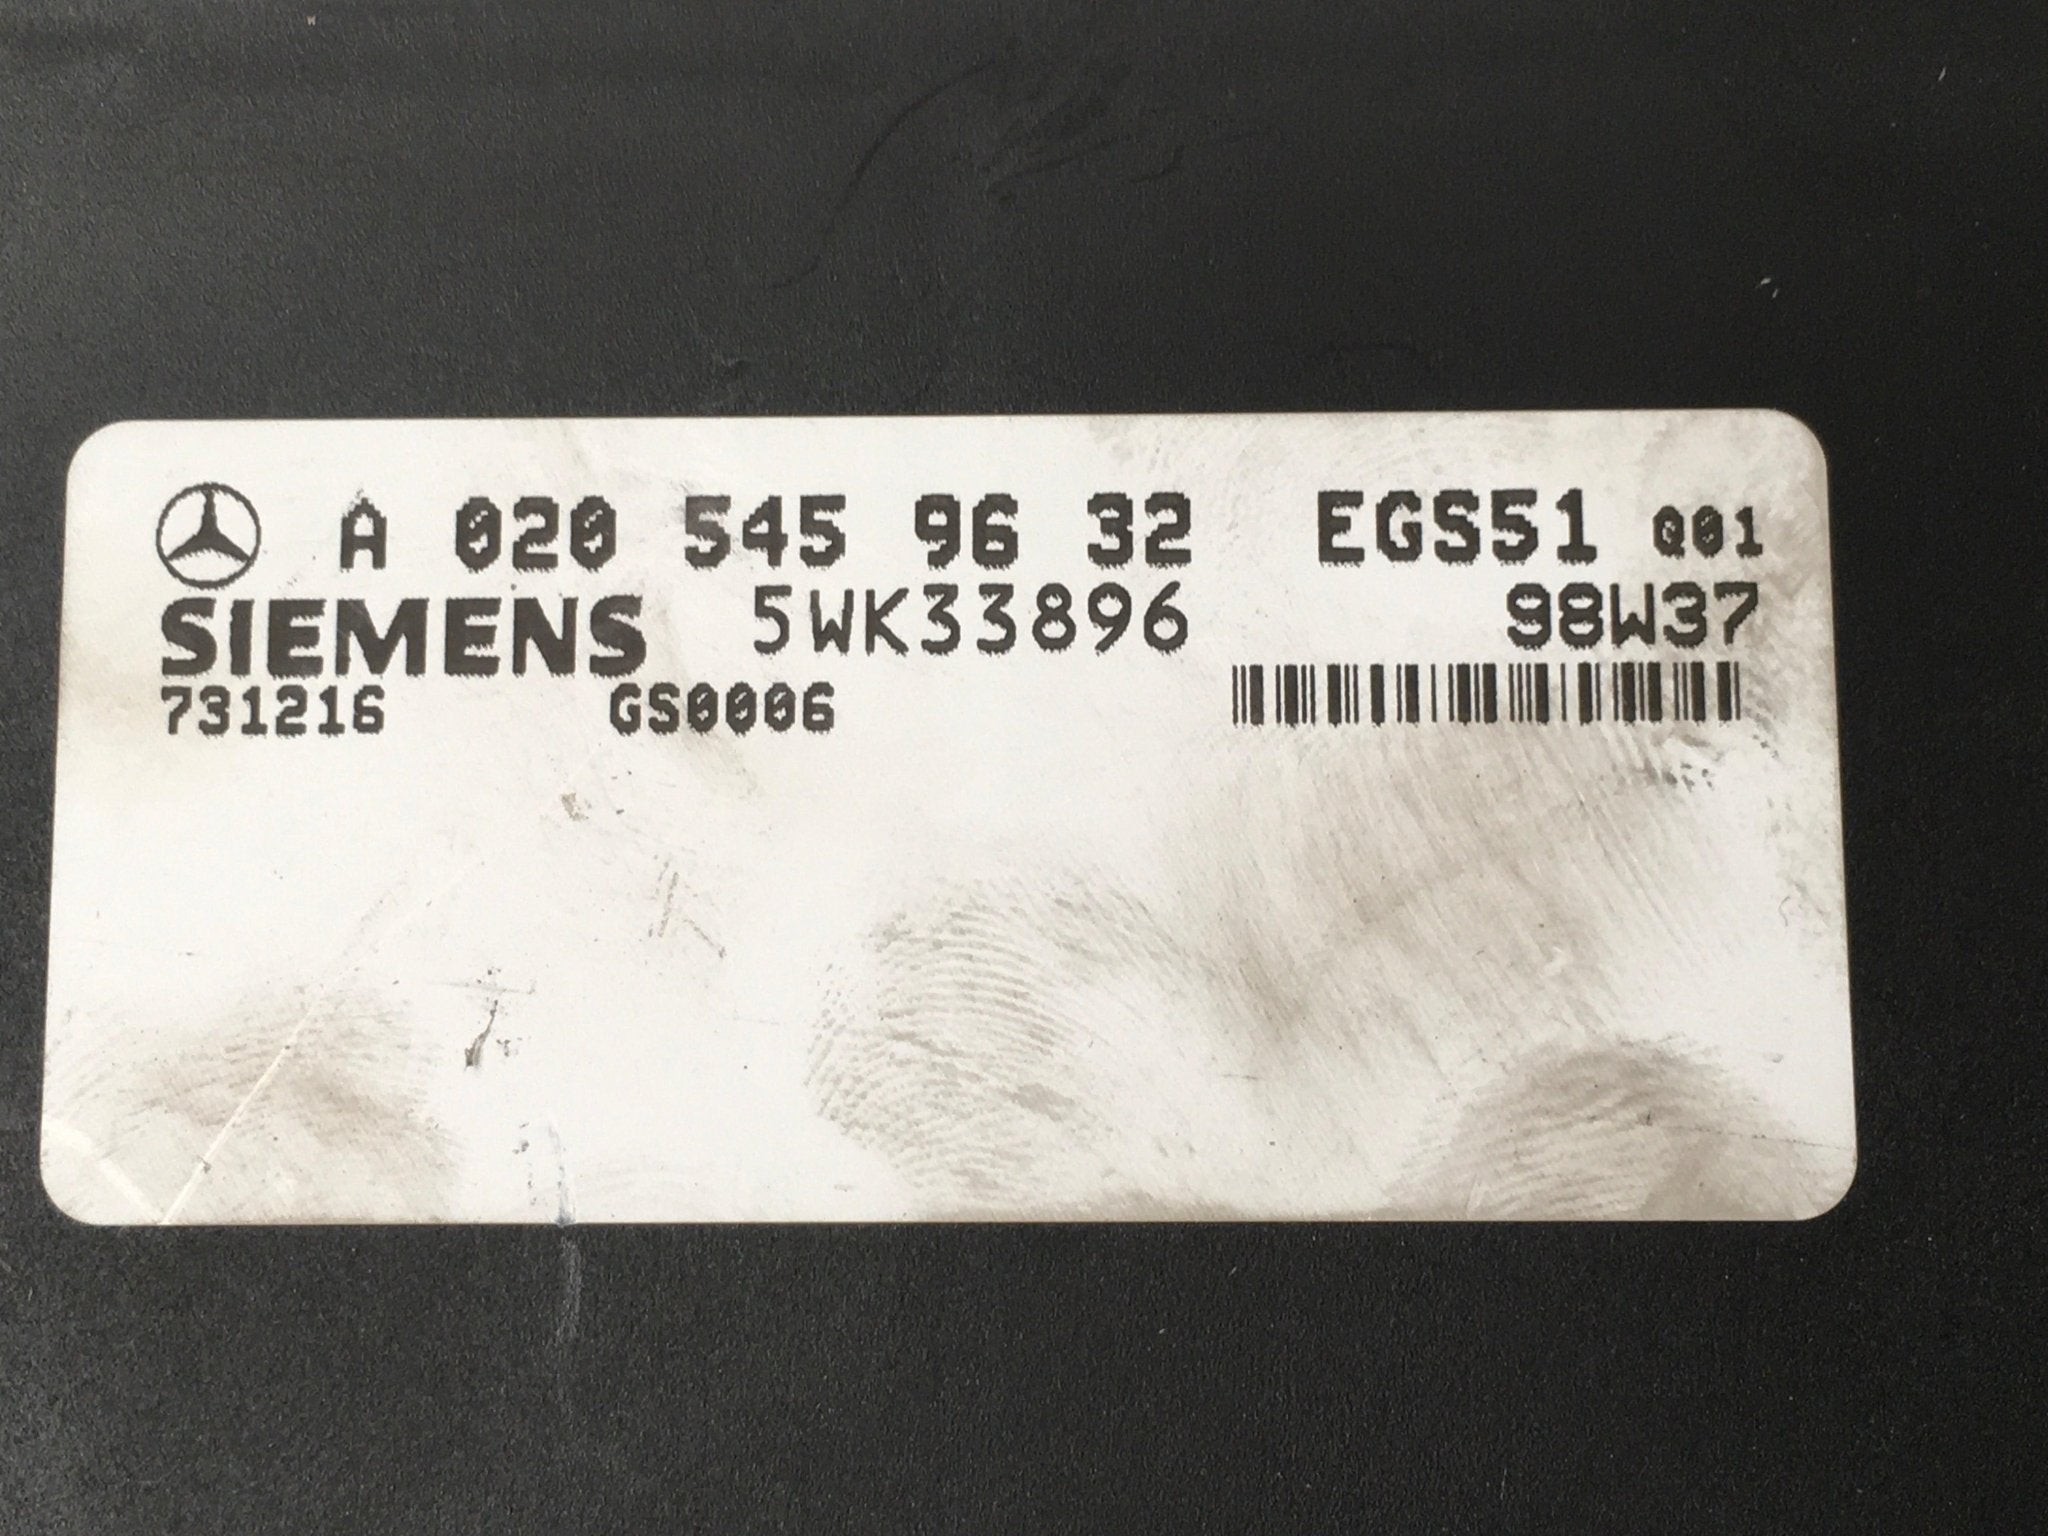 A 020 545 96 32 EGS51 Q01
SIEMENS 5WK33896 98W37
731216 GS0006